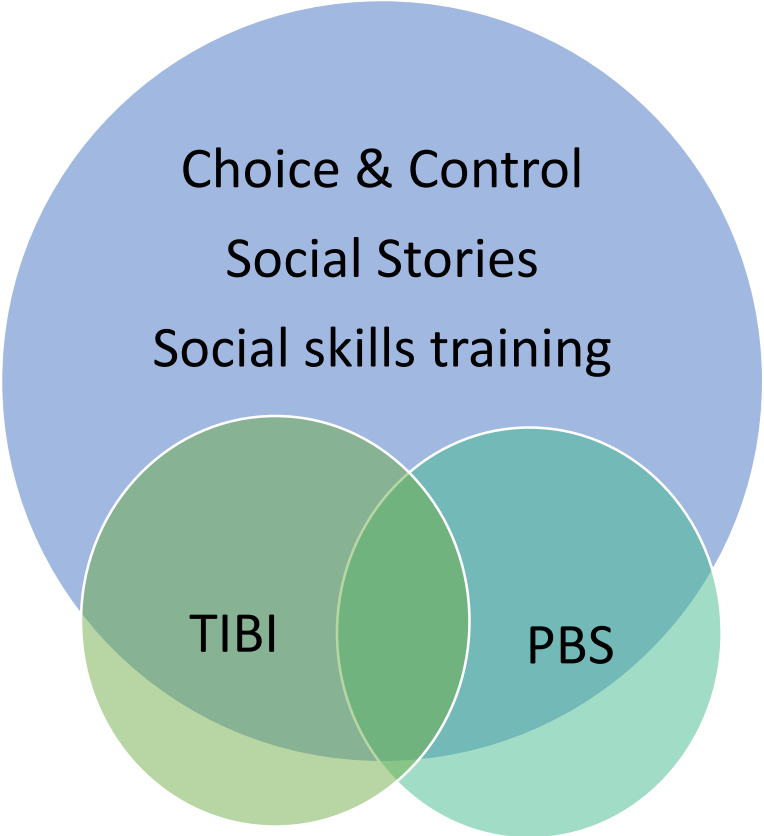 Choice & Control
Social Stories
Social skills training
TIBI
PBS